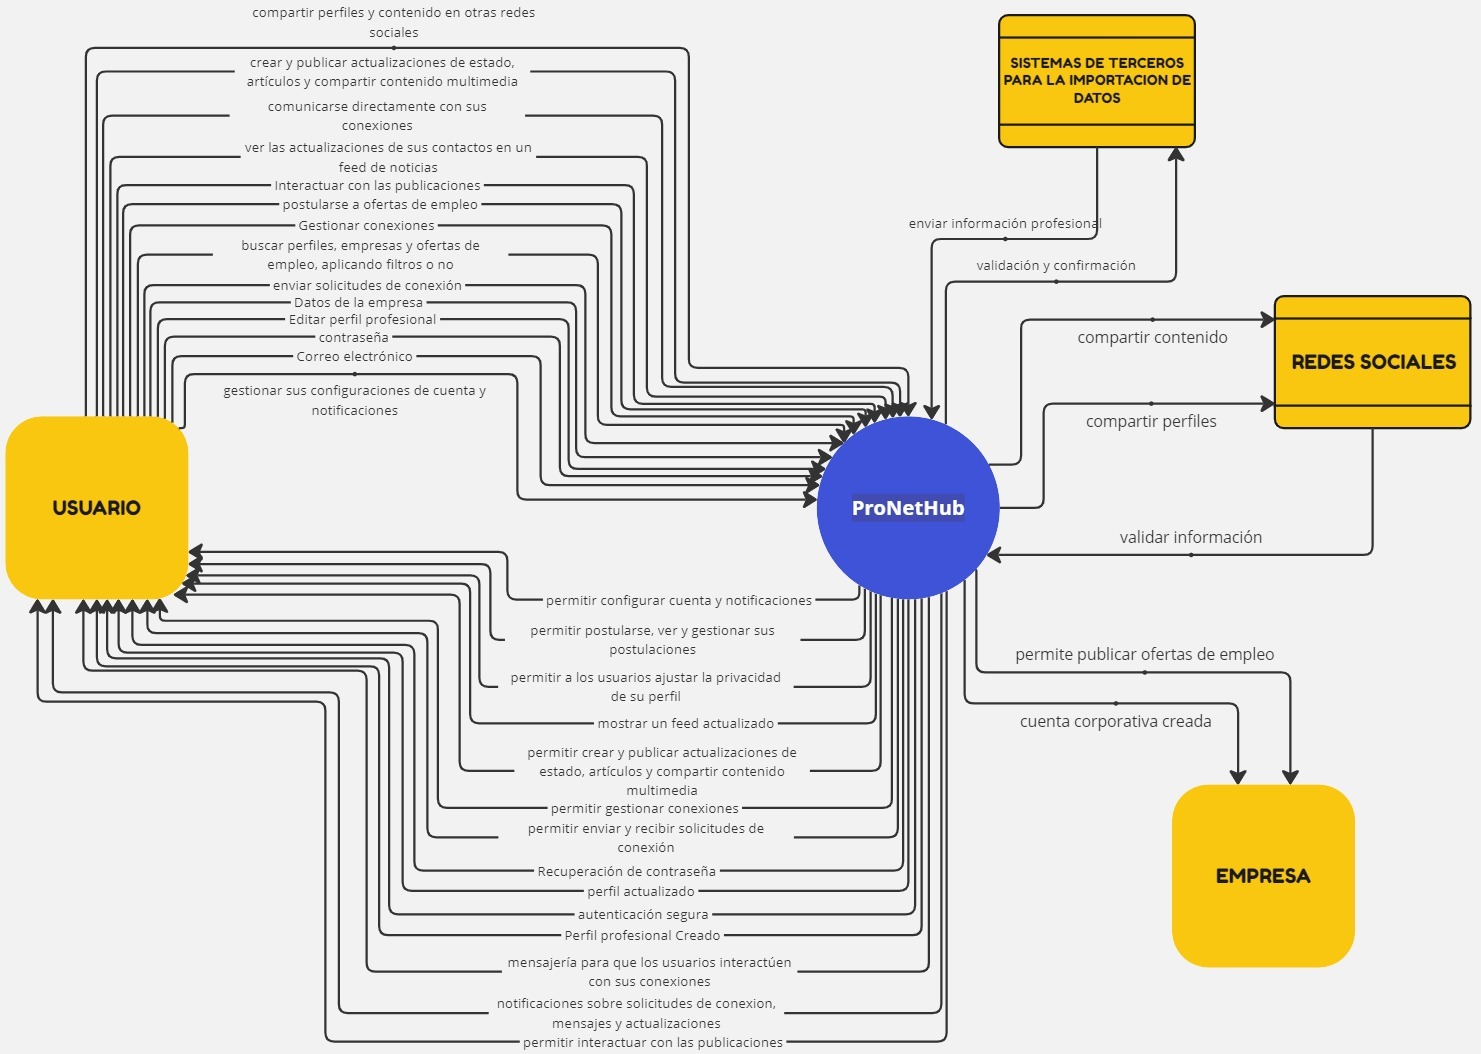 compartir perfiles y contenido en otras redes
sociales
crear y publicar actualizaciones de estado,
artículos y compartir contenido multimedia
comunicarse directamente con sus
conexiones
ver las actualizaciones de sus contactos en un
feed de noticias
Interactuar con las publicaciones
postularse a ofertas de empleo
Gestionar conexiones
buscar perfiles, empresas y ofertas de
empleo, aplicando filtros o no
enviar solicitudes de conexión
Datos de la empresa
Editar perfil profesional
contraseña
Correo electrónico
gestionar sus configuraciones de cuenta y
notificaciones
SISTEMAS DE TERCEROS
PARA LA IMPORTACION DE
DATOS
enviar información profesional
validación y confirmación
compartir contenido
REDES SOCIALES
compartir perfiles
validar información
USUARIO
ProNetHub
permitir configurar cuenta y notificaciones
permitir postularse, ver y gestionar sus
postulaciones
permitir a los usuarios ajustar la privacidad
de su perfil
mostrar un feed actualizado
permitir crear y publicar actualizaciones de
estado, artículos y compartir contenido
multimedia
permitir gestionar conexiones
permitir enviar y recibir solicitudes de
conexión
Recuperación de contraseña
perfil actualizado
autenticación segura
Perfil profesional Creado
mensajería para que los usuarios interactúen
con sus conexiones
notificaciones sobre solicitudes de conexion,
mensajes y actualizaciones
permitir interactuar con las publicaciones
permite publicar ofertas de empleo
cuenta corporativa creada
EMPRESA